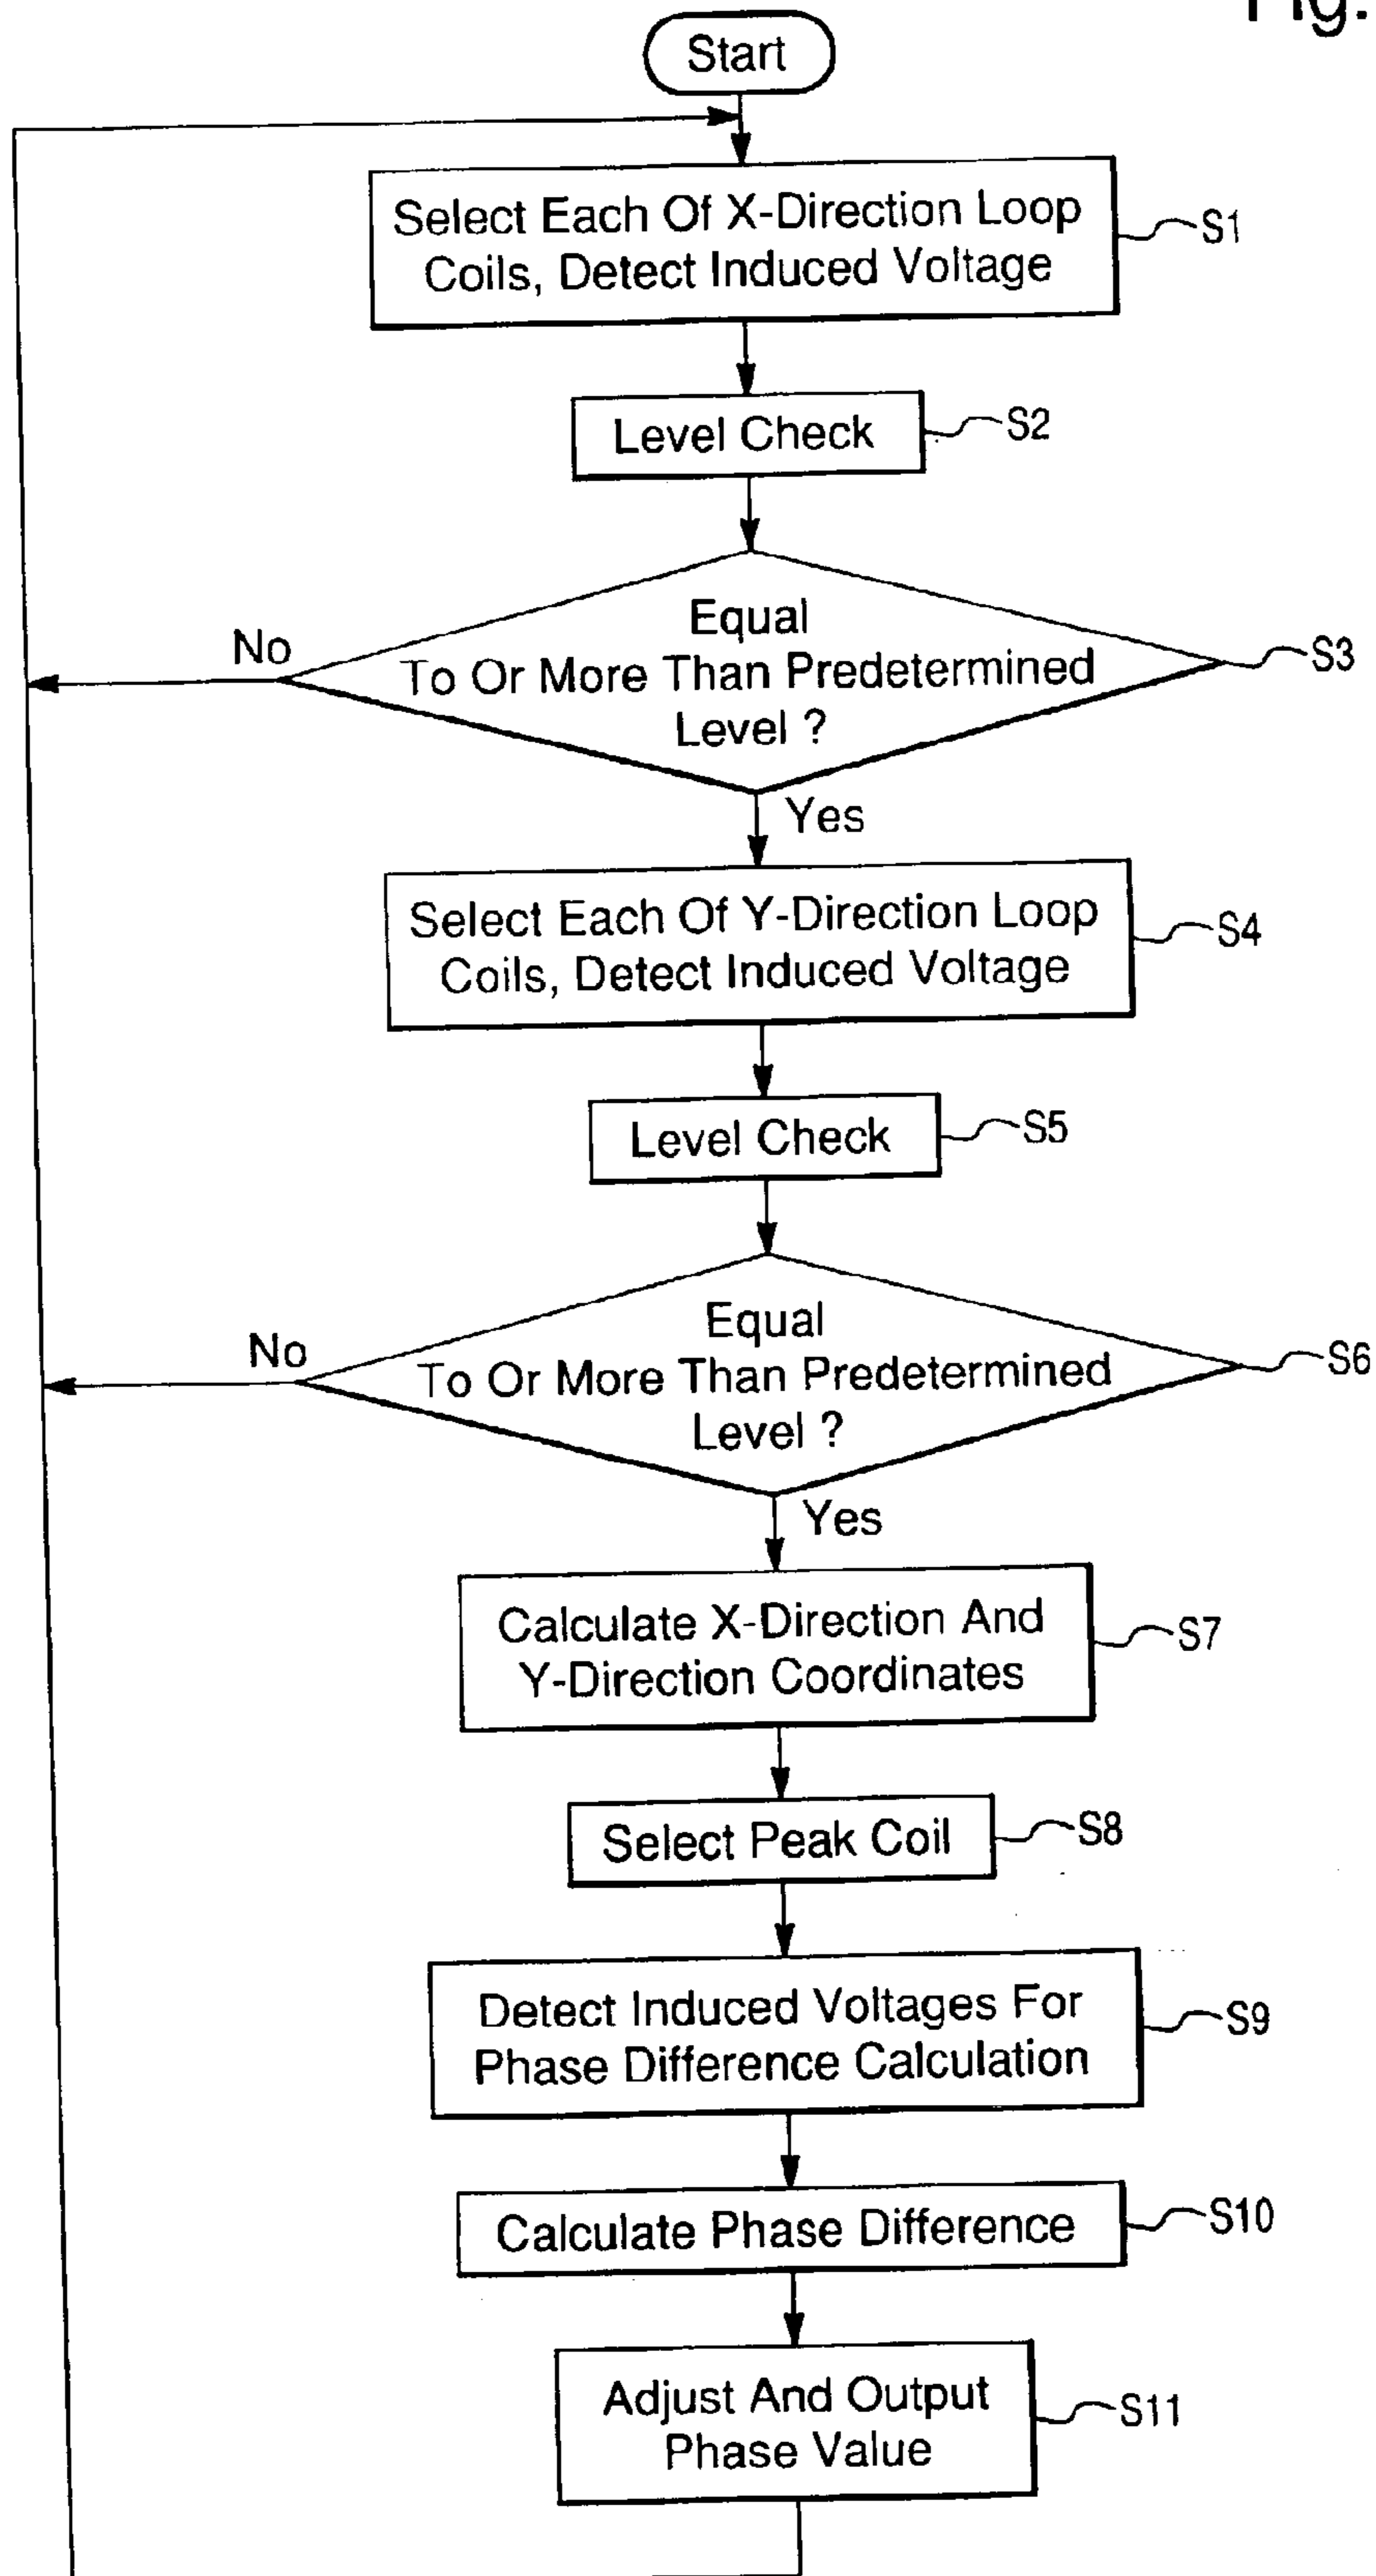 Fig.
Start
Select Each Of X-Direction Loop
Coils, Detect Induced Voltage
S1
Level Check
S2
Equal
To Or More Than Predetermined
Level ?
S3
No
Yes
Select Each Of Y-Direction Loop
Coils, Detect Induced Voltage
S4
Level Check
S5
Equal
To Or More Than Predetermined
Level ?
S6
No
Yes
Calculate X-Direction And
Y-Direction Coordinates
S7
Select Peak Coil
S8
Detect Induced Voltages For
Phase Difference Calculation
S9
Calculate Phase Difference
S10
Adjust And Output
Phase Value
S11